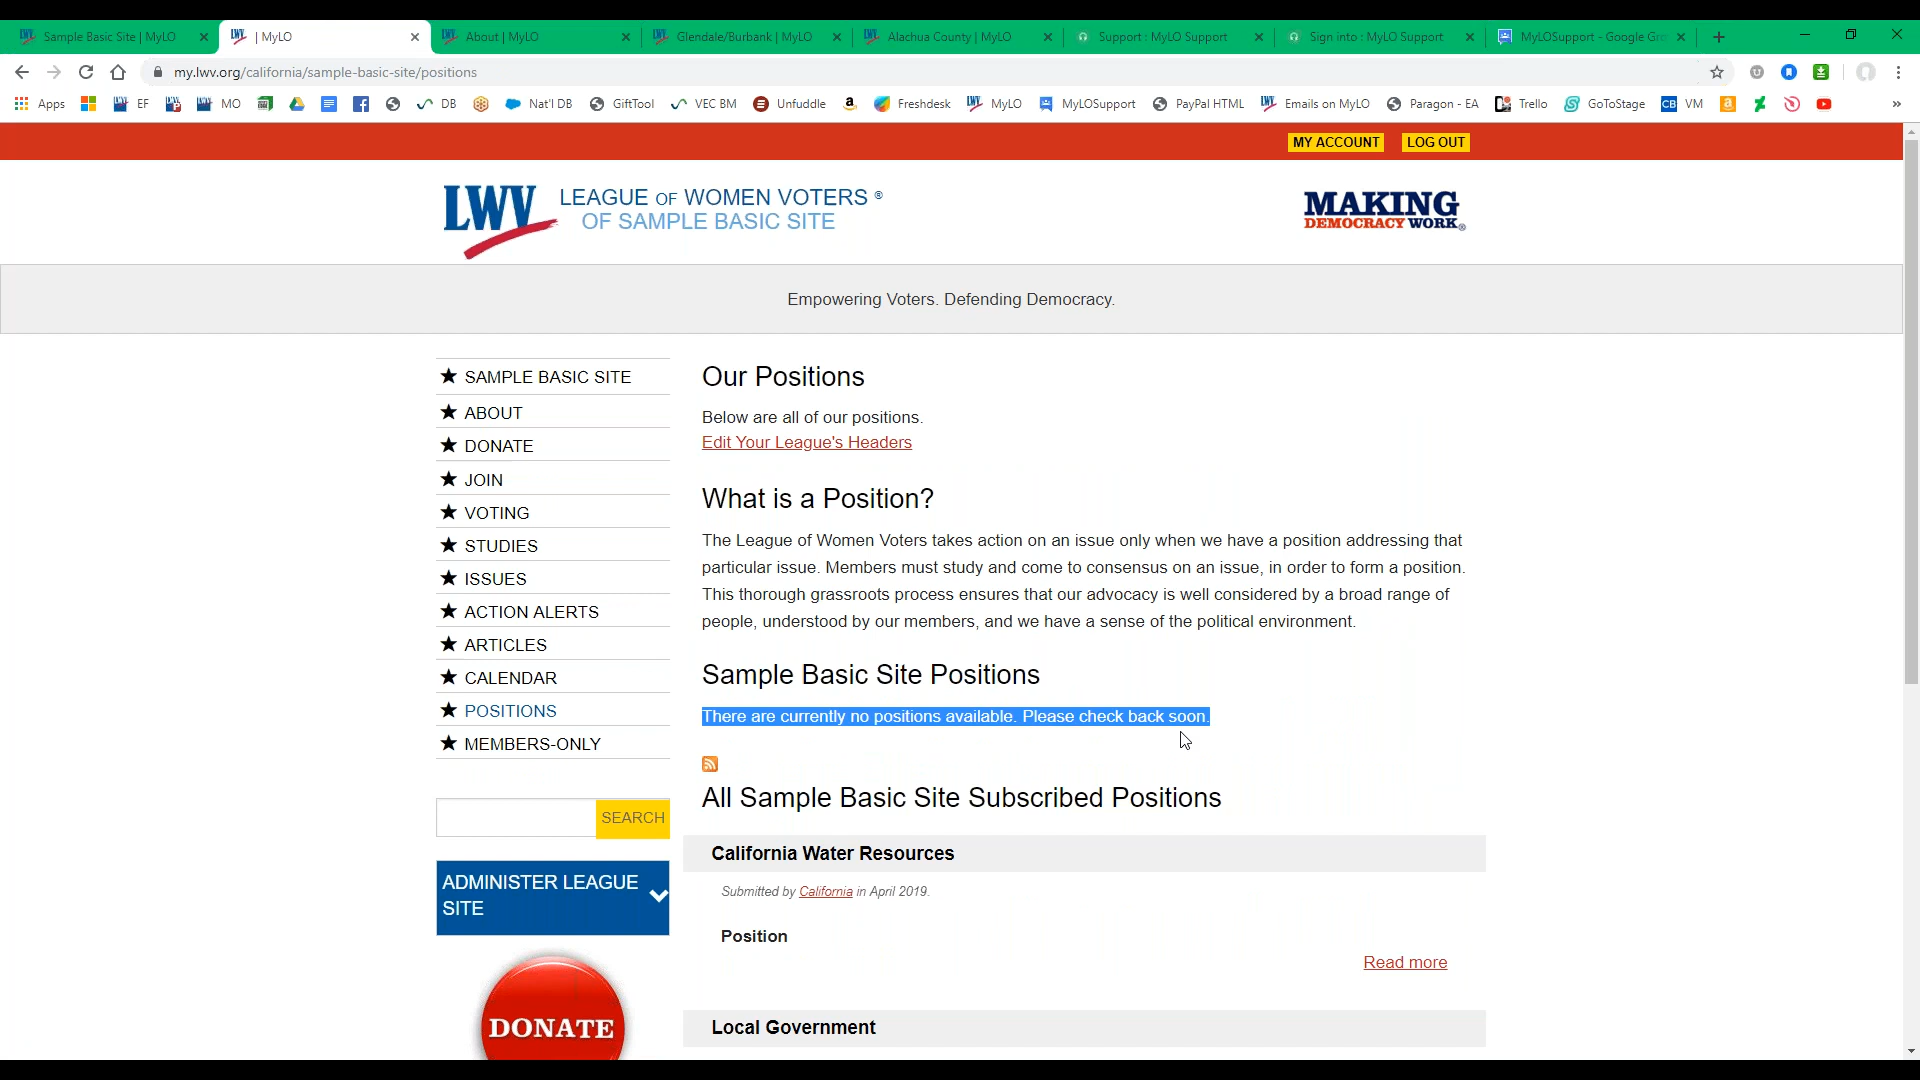 Sample Basic Site | MyLO
| MyLO
About | MyLO
Glendale/Burbank | MyLO
Alachua County | MyLO
Support : MyLO Support
Sign into : MyLO Support
MyLOSupport - Google Gro
my.lwv.org/california/sample-basic-site/positions
Apps
EF
MO
DB
Nat'l DB
GiftTool
VEC BM
Unfuddle
Freshdesk
MyLO
MyLOSupport
PayPal HTML
Emails on MyLO
Paragon - EA
Trello
GoToStage
CB VM
»
MY ACCOUNT LOG OUT
LWV
LEAGUE OF WOMEN VOTERS ®
OF SAMPLE BASIC SITE
MAKING
DEMOCRACY WORK®
Empowering Voters. Defending Democracy.
★ SAMPLE BASIC SITE
★ ABOUT
★ DONATE
★ JOIN
★ VOTING
★ STUDIES
★ ISSUES
★ ACTION ALERTS
★ ARTICLES
★ CALENDAR
★ POSITIONS
★ MEMBERS-ONLY
SEARCH
ADMINISTER LEAGUE
SITE
DONATE
Our Positions
Below are all of our positions.
Edit Your League's Headers
What is a Position?
The League of Women Voters takes action on an issue only when we have a position addressing that
particular issue. Members must study and come to consensus on an issue, in order to form a position.
This thorough grassroots process ensures that our advocacy is well considered by a broad range of
people, understood by our members, and we have a sense of the political environment.
Sample Basic Site Positions
There are currently no positions available. Please check back soon.
All Sample Basic Site Subscribed Positions
California Water Resources
Submitted by California in April 2019.
Position
Read more
Local Government